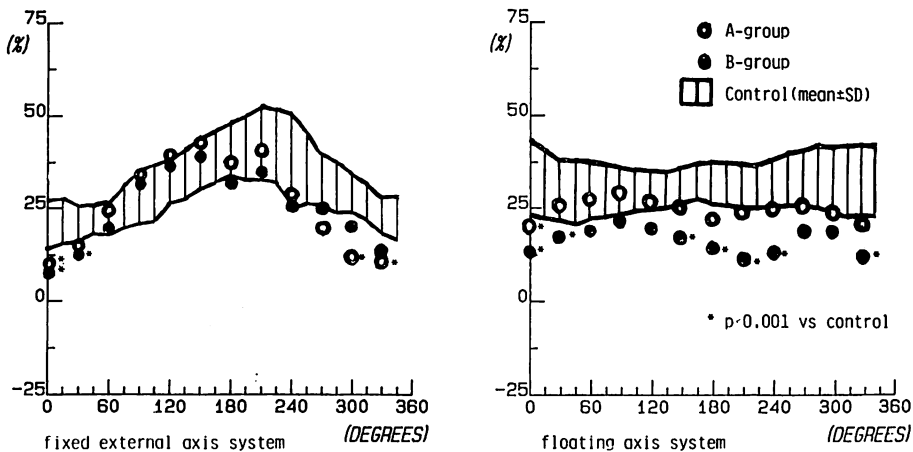 75
(%)
50
25
0
-25
0 60 120 180 240 300 360
fixed external axis system (DEGREES)
75
(%)
50
25
0
-25
A-group
B-group
Control(mean±SD)
* p<0.001 vs control
0 60 120 180 240 300 360
floating axis system (DEGREES)